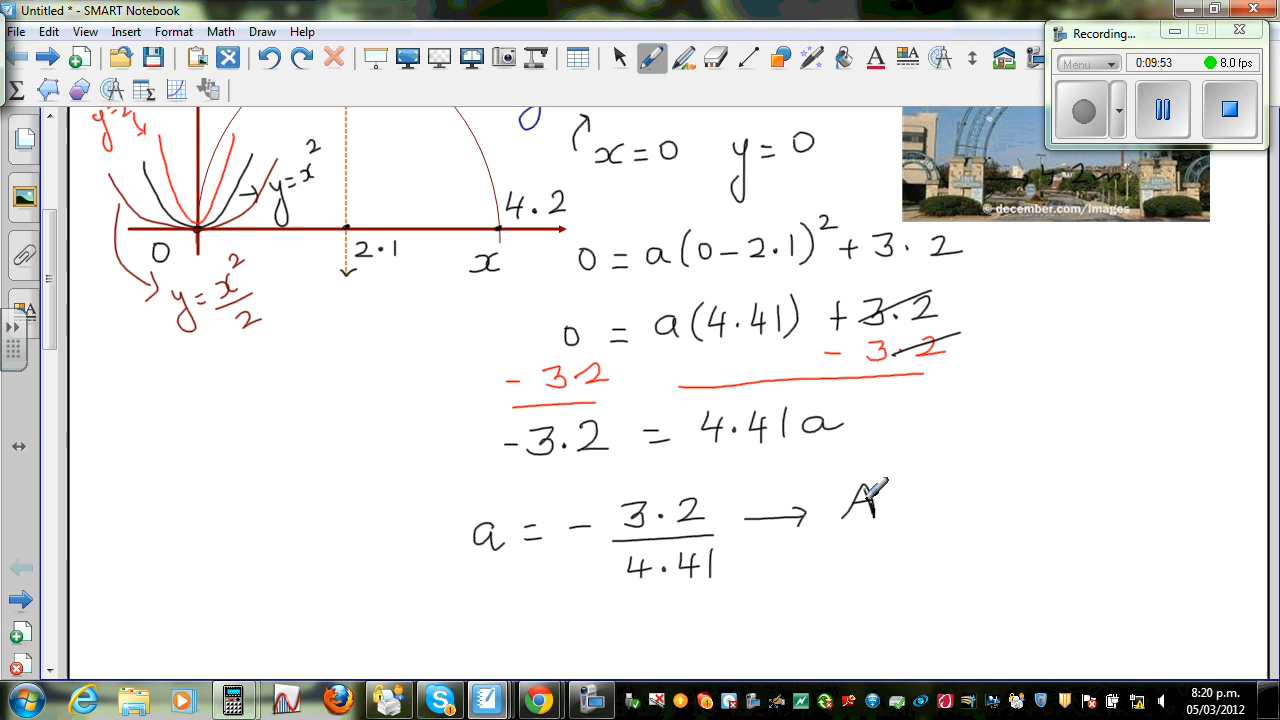 Untitled * - SMART Notebook
File Edit View Insert Format Math Draw Help
Recording...
Menu 0:09:53 8.0 fps
x = 0 y = 0
y = x²
4.2
0 2.1 x
y = x²/2
© december.com/images
0 = a(0 - 2.1)² + 3.2
0 = a(4.41) + 3.2
- 3.2 - 3.2
-3.2 = 4.41a
a = - 3.2/4.41 → A
8:20 p.m.
05/03/2012